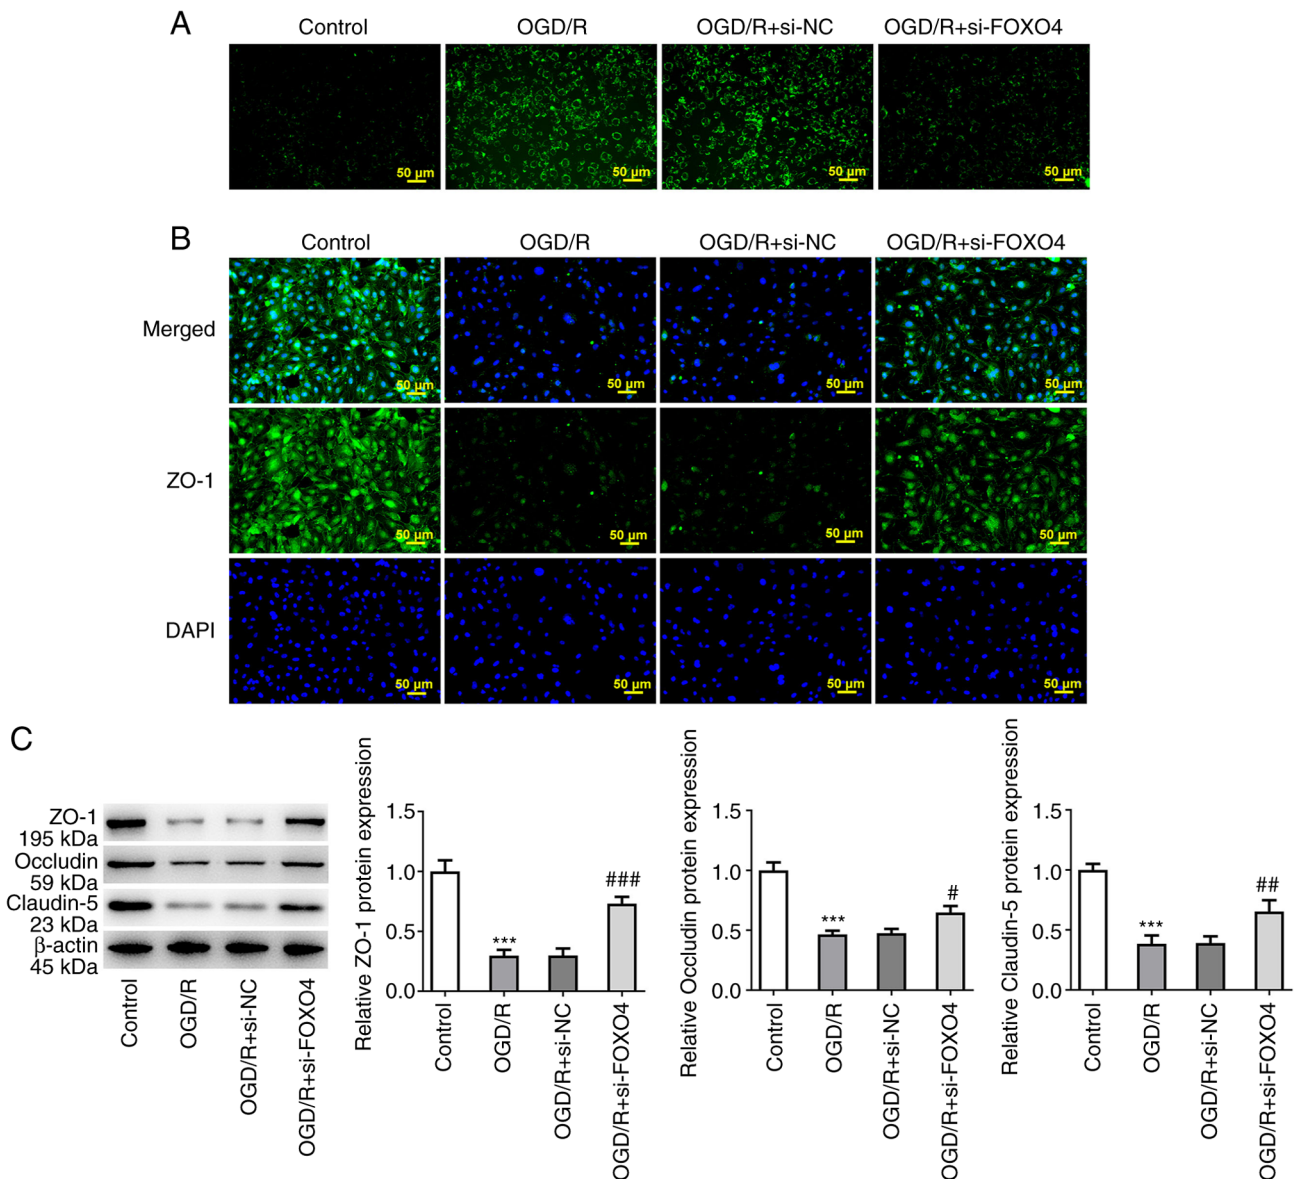 A
Control
OGD/R
OGD/R+si-NC
OGD/R+si-FOXO4
50 µm
50 µm
50 µm
50 µm
B
Control
OGD/R
OGD/R+si-NC
OGD/R+si-FOXO4
Merged
50 µm
50 µm
50 µm
50 µm
ZO-1
50 µm
50 µm
50 µm
50 µm
DAPI
50 µm
50 µm
50 µm
50 µm
C
ZO-1
195 kDa
Occludin
59 kDa
Claudin-5
23 kDa
β-actin
45 kDa
Control
OGD/R
OGD/R+si-NC
OGD/R+si-FOXO4
Relative ZO-1 protein expression
1.5
1.0
0.5
0.0
***
###
Control
OGD/R
OGD/R+si-NC
OGD/R+si-FOXO4
Relative Occludin protein expression
1.5
1.0
0.5
0.0
***
#
Control
OGD/R
OGD/R+si-NC
OGD/R+si-FOXO4
Relative Claudin-5 protein expression
1.5
1.0
0.5
0.0
***
##
Control
OGD/R
OGD/R+si-NC
OGD/R+si-FOXO4